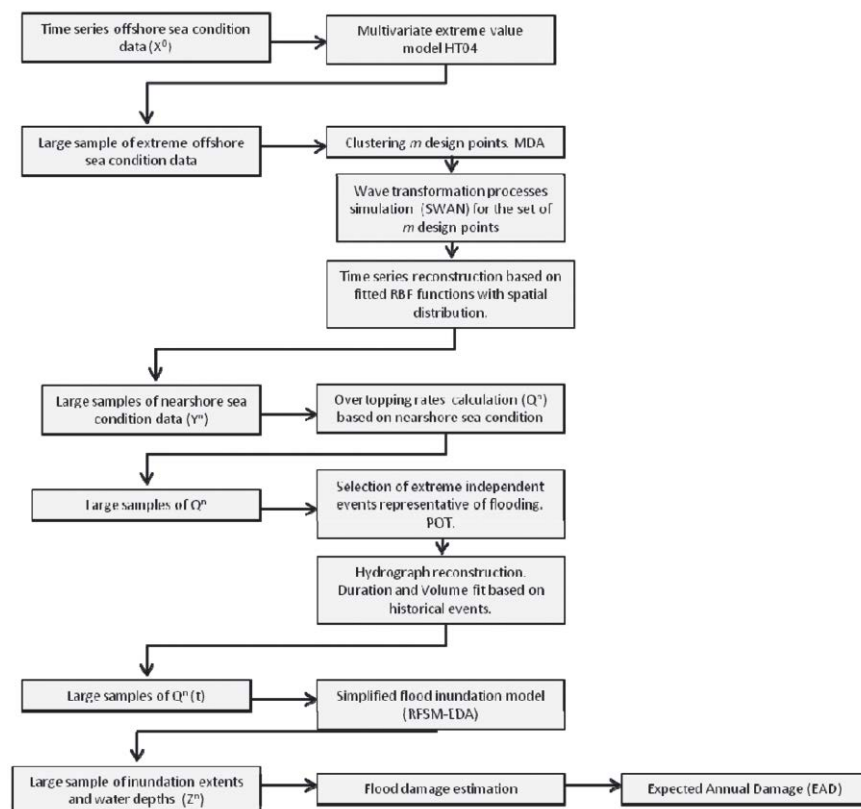 Time series offshore sea condition
data (X⁰)
Multivariate extreme value
model HT04
Large sample of extreme offshore
sea condition data
Clustering m design points. MDA
Wave transformation processes
simulation (SWAN) for the set of
m design points
Time series reconstruction based on
fitted RBF functions with spatial
distribution.
Large samples of nearshore sea
condition data (Yⁿ)
Overtopping rates calculation (Qⁿ)
based on nearshore sea condition
Large samples of Qⁿ
Selection of extreme independent
events representative of flooding.
POT.
Hydrograph reconstruction.
Duration and Volume fit based on
historical events.
Large samples of Qⁿ(t)
Simplified flood inundation model
(RFSM-EDA)
Large sample of inundation extents
and water depths (Zⁿ)
Flood damage estimation
Expected Annual Damage (EAD)